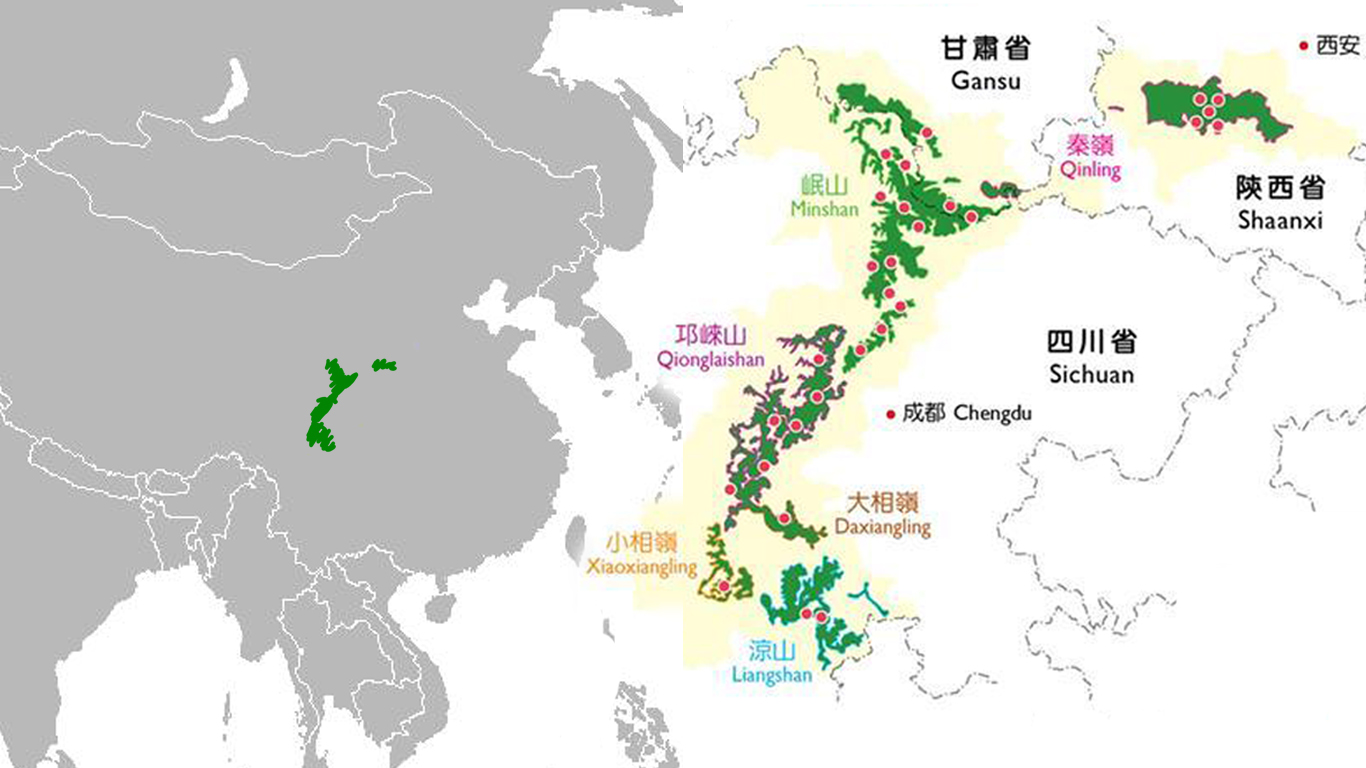 甘肅省
Gansu
西安
秦嶺
Qinling
岷山
Minshan
陝西省
Shaanxi
邛崍山
Qionglaishan
四川省
Sichuan
成都 Chengdu
大相嶺
Daxiangling
小相嶺
Xiaoxiangling
涼山
Liangshan